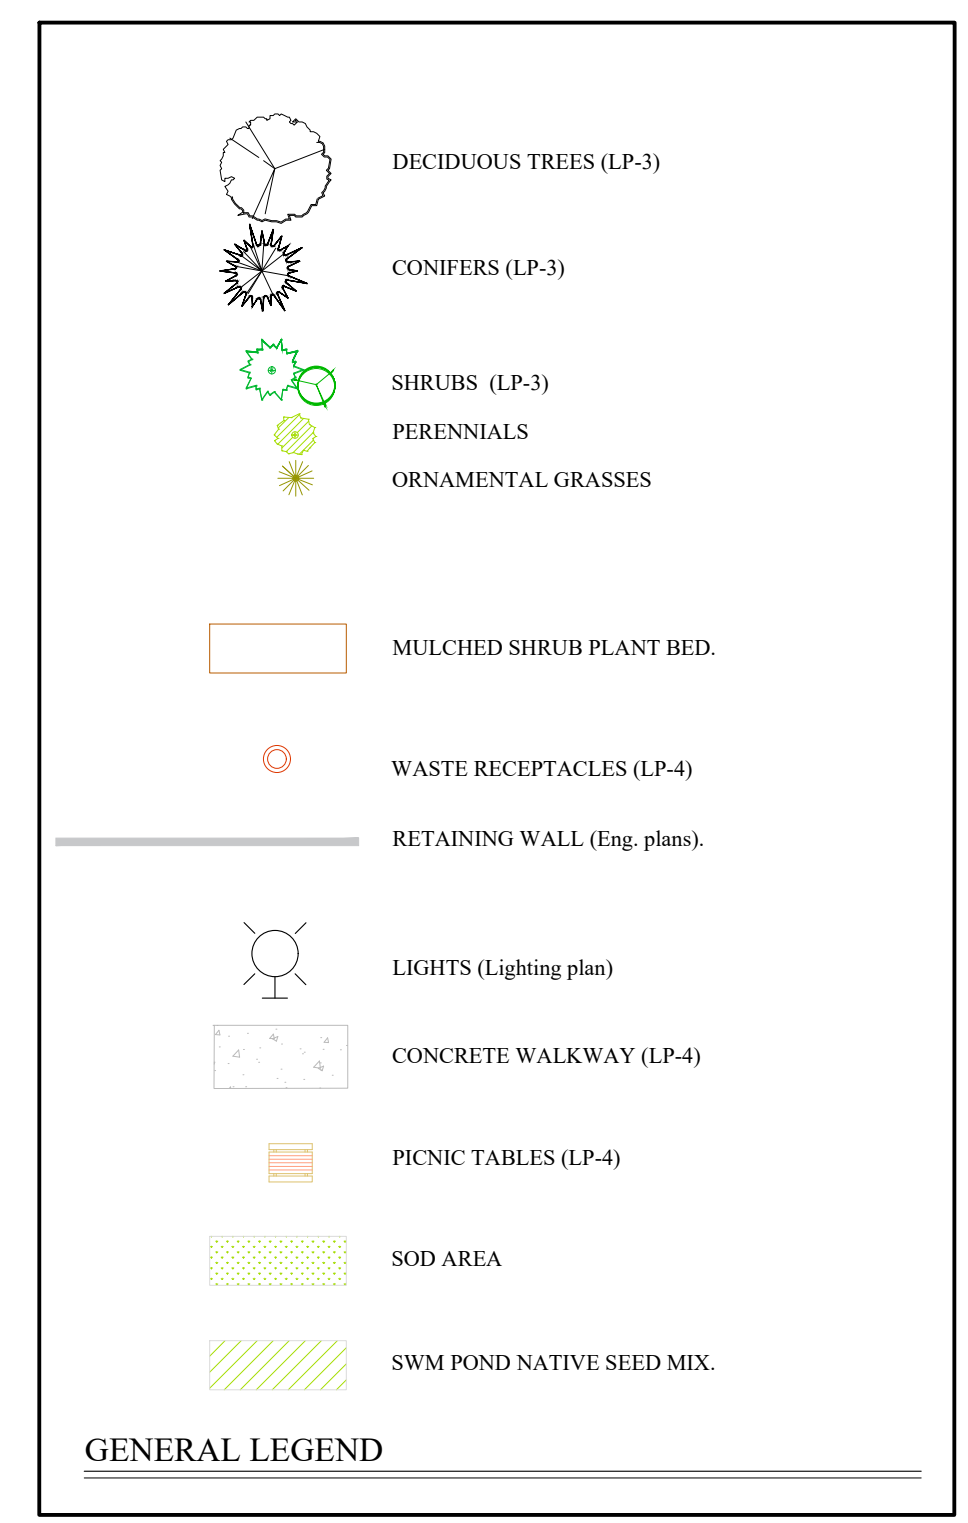 DECIDUOUS TREES (LP-3)
CONIFERS (LP-3)
SHRUBS  (LP-3)
PERENNIALS
ORNAMENTAL GRASSES
MULCHED SHRUB PLANT BED.
WASTE RECEPTACLES (LP-4)
RETAINING WALL (Eng. plans).
LIGHTS (Lighting plan)
CONCRETE WALKWAY (LP-4)
PICNIC TABLES (LP-4)
SOD AREA
SWM POND NATIVE SEED MIX.
GENERAL LEGEND